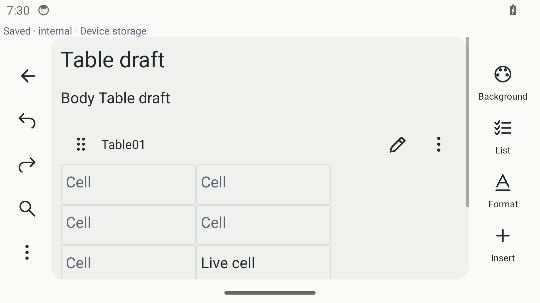 7:30
Saved · internal · Device storage
Table draft
Body Table draft
Table01
Cell Cell
Cell Cell
Cell Live cell
Background
List
Format
Insert